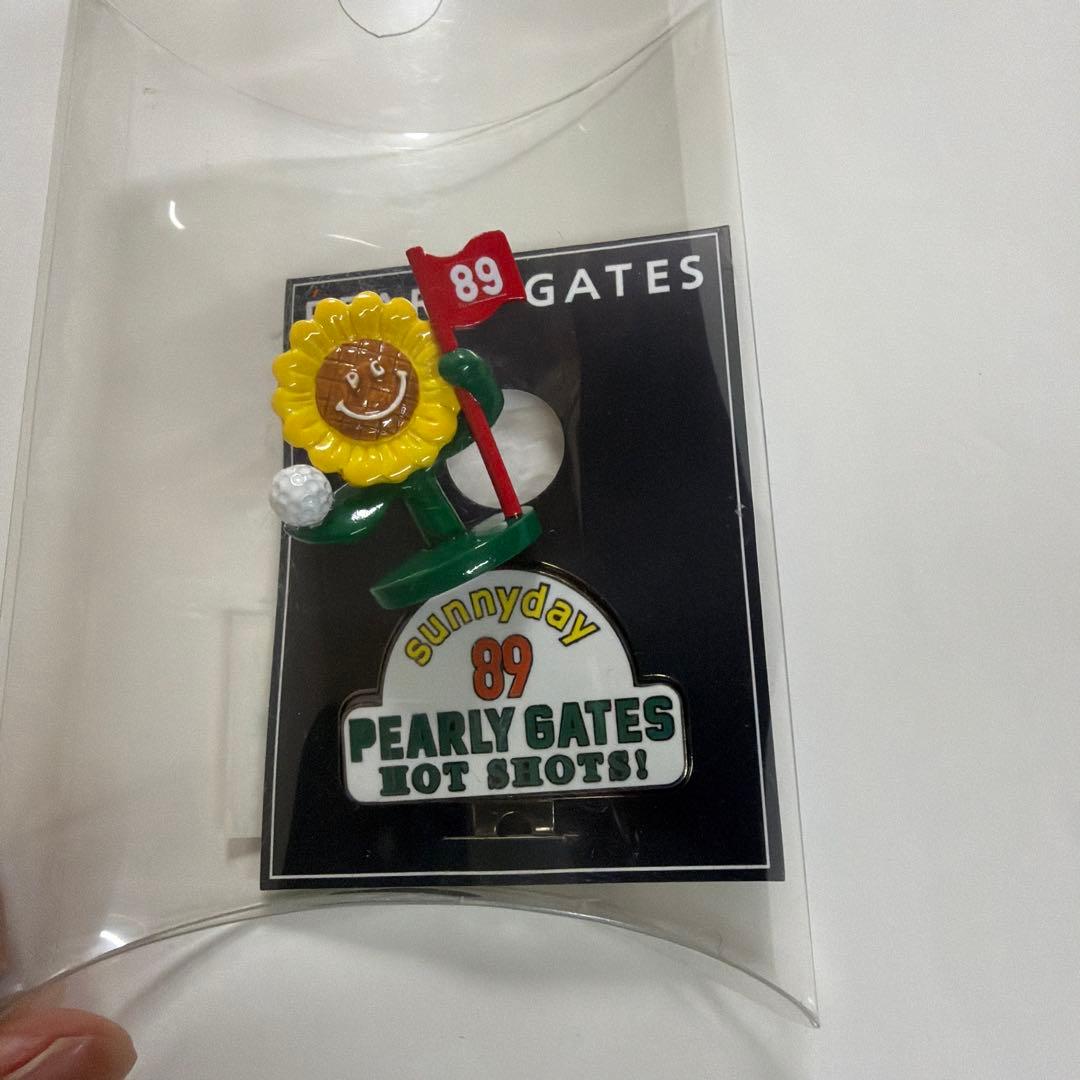 89
GATES
P G
sunnyday
89
PEARLY GATES
HOT SHOTS!